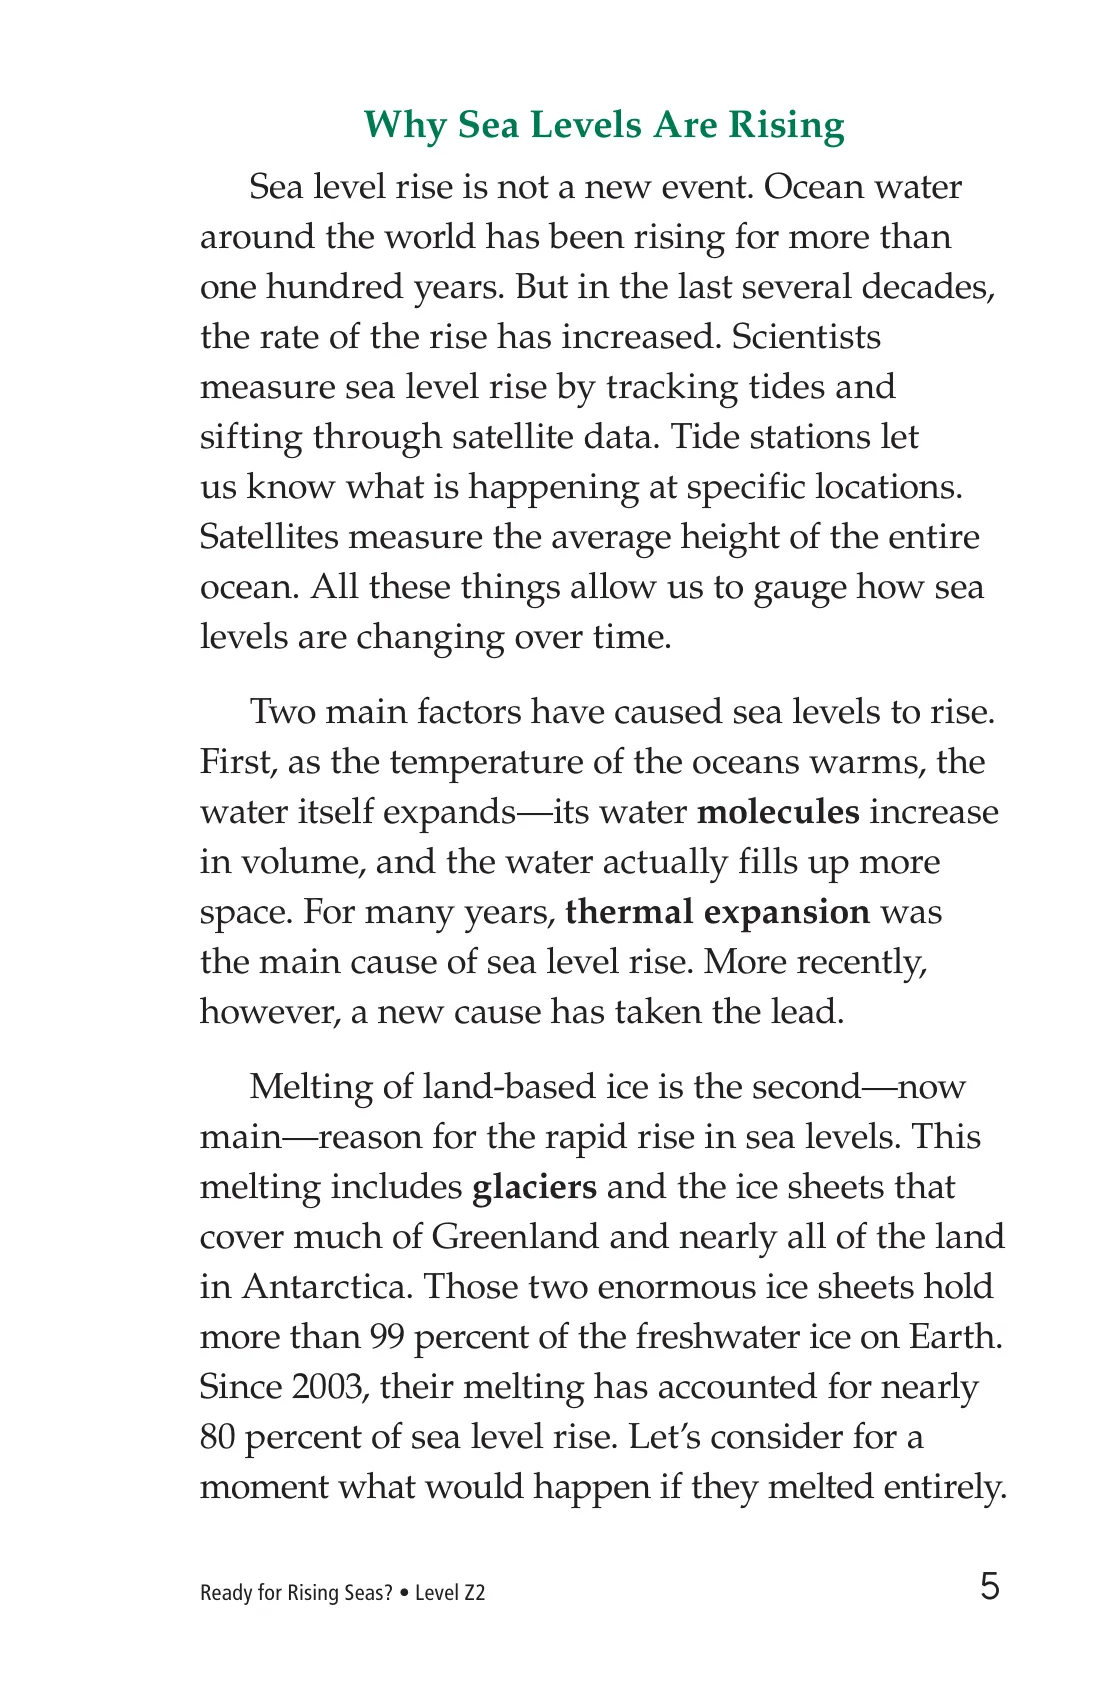 Why Sea Levels Are Rising
Sea level rise is not a new event. Ocean water
around the world has been rising for more than
one hundred years. But in the last several decades,
the rate of the rise has increased. Scientists
measure sea level rise by tracking tides and
sifting through satellite data. Tide stations let
us know what is happening at specific locations.
Satellites measure the average height of the entire
ocean. All these things allow us to gauge how sea
levels are changing over time.
Two main factors have caused sea levels to rise.
First, as the temperature of the oceans warms, the
water itself expands—its water molecules increase
in volume, and the water actually fills up more
space. For many years, thermal expansion was
the main cause of sea level rise. More recently,
however, a new cause has taken the lead.
Melting of land-based ice is the second—now
main—reason for the rapid rise in sea levels. This
melting includes glaciers and the ice sheets that
cover much of Greenland and nearly all of the land
in Antarctica. Those two enormous ice sheets hold
more than 99 percent of the freshwater ice on Earth.
Since 2003, their melting has accounted for nearly
80 percent of sea level rise. Let’s consider for a
moment what would happen if they melted entirely.
Ready for Rising Seas? • Level Z2 5